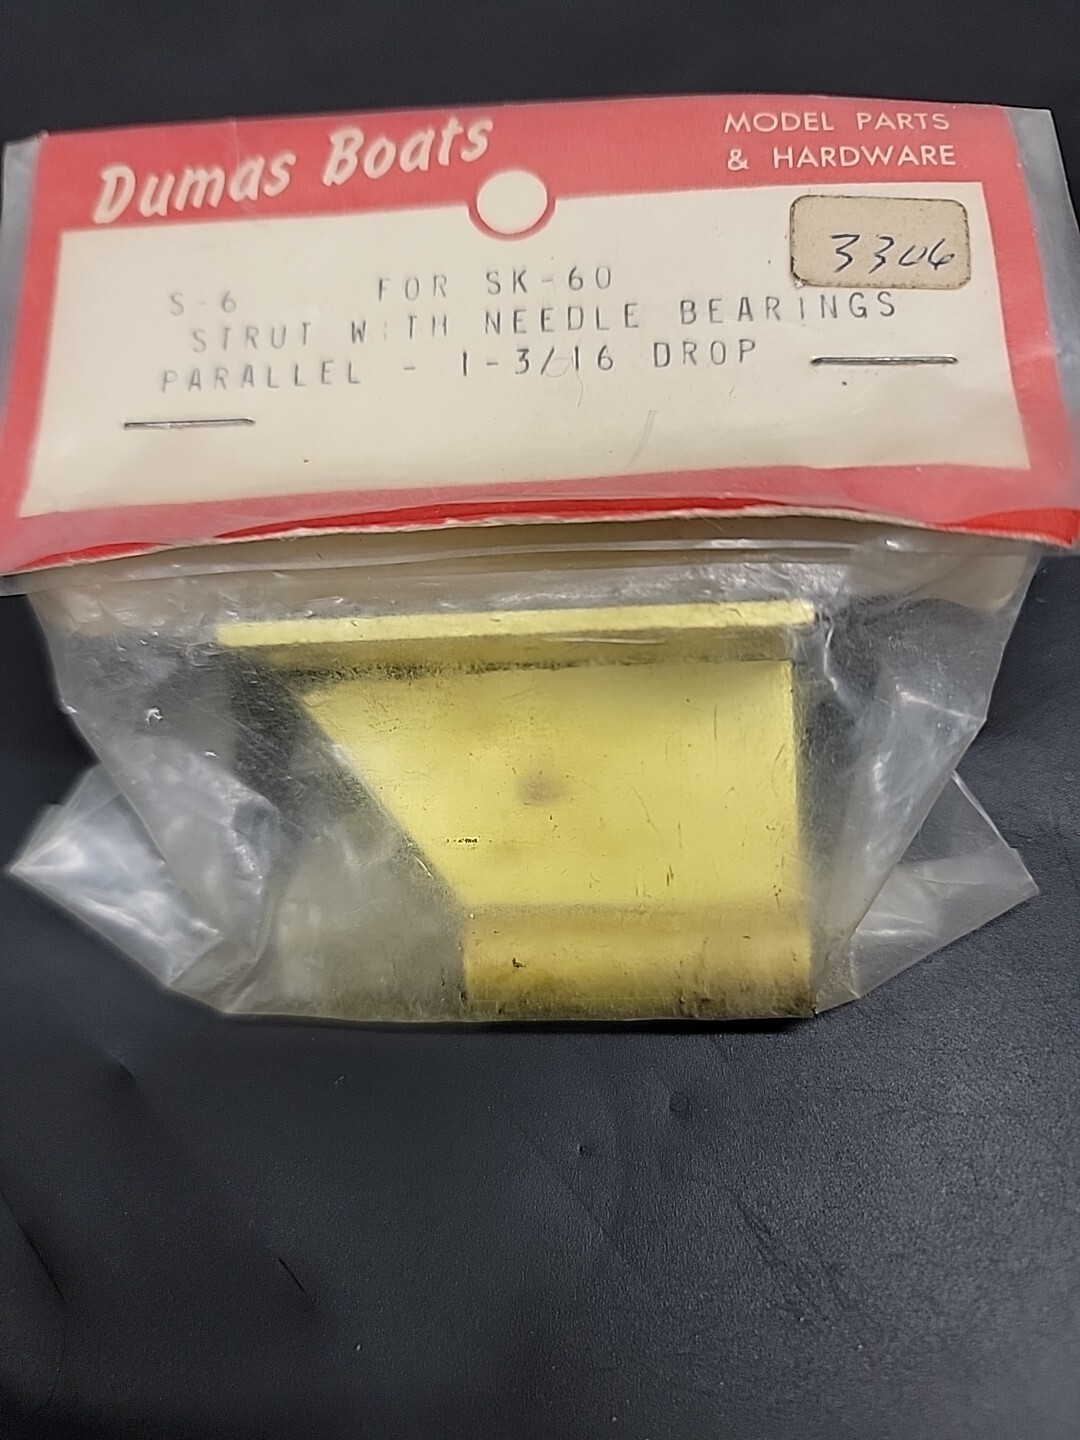 Dumas Boats
MODEL PARTS
& HARDWARE
3306
S-6 FOR SK-60
STRUT WITH NEEDLE BEARINGS
PARALLEL - 1-3/16 DROP